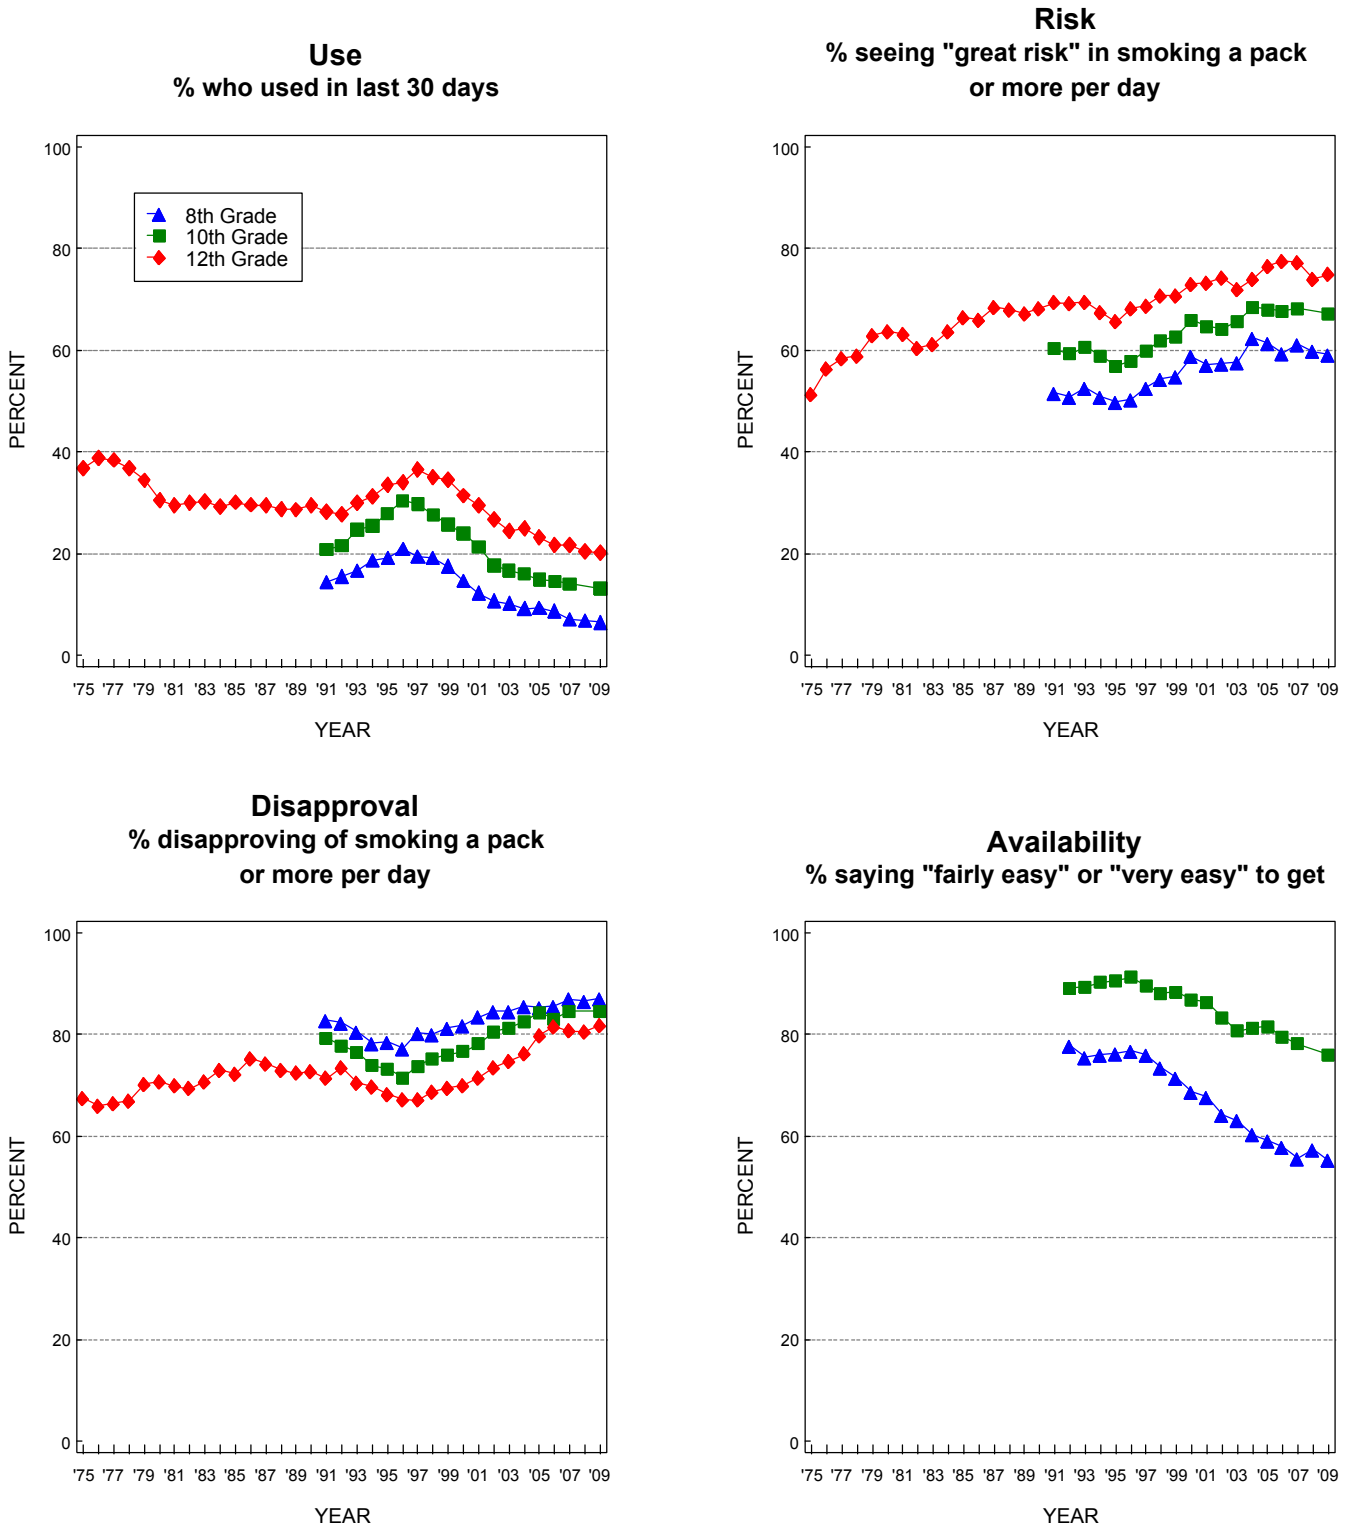 Use
% who used in last 30 days
100
80
60
40
20
0
PERCENT
8th Grade
10th Grade
12th Grade
'75 '77 '79 '81 '83 '85 '87 '89 '91 '93 '95 '97 '99 '01 '03 '05 '07 '09
YEAR
Risk
% seeing "great risk" in smoking a pack
or more per day
100
80
60
40
20
0
PERCENT
'75 '77 '79 '81 '83 '85 '87 '89 '91 '93 '95 '97 '99 '01 '03 '05 '07 '09
YEAR
Disapproval
% disapproving of smoking a pack
or more per day
100
80
60
40
20
0
PERCENT
'75 '77 '79 '81 '83 '85 '87 '89 '91 '93 '95 '97 '99 '01 '03 '05 '07 '09
YEAR
Availability
% saying "fairly easy" or "very easy" to get
100
80
60
40
20
0
PERCENT
'75 '77 '79 '81 '83 '85 '87 '89 '91 '93 '95 '97 '99 '01 '03 '05 '07 '09
YEAR